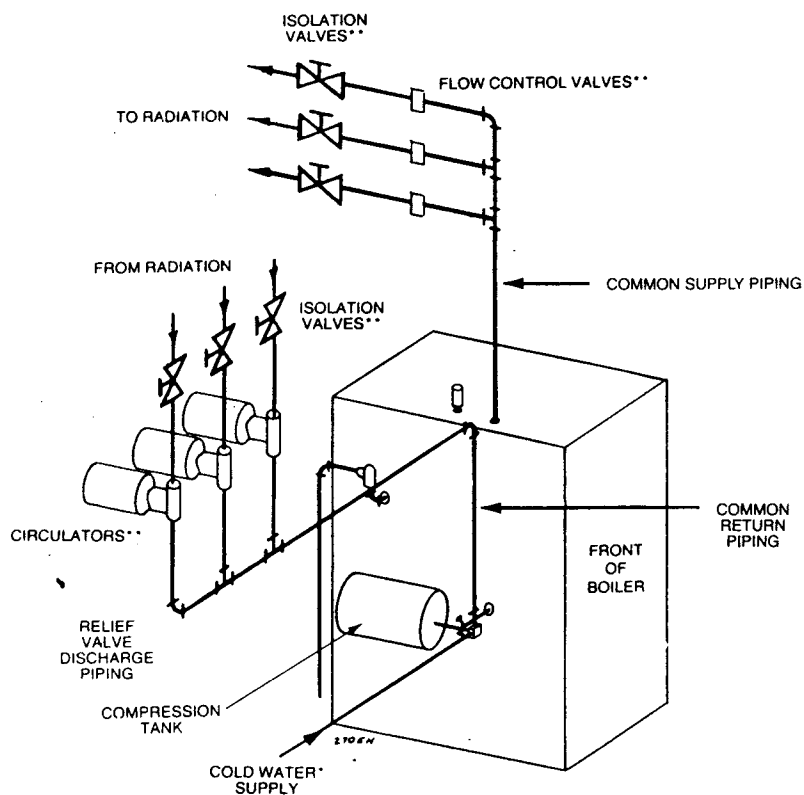 ISOLATION
VALVES**
FLOW CONTROL VALVES**
TO RADIATION
FROM RADIATION
ISOLATION
VALVES**
COMMON SUPPLY PIPING
CIRCULATORS**
COMMON
RETURN
PIPING
FRONT
OF
BOILER
RELIEF
VALVE
DISCHARGE
PIPING
COMPRESSION
TANK
COLD WATER*
SUPPLY